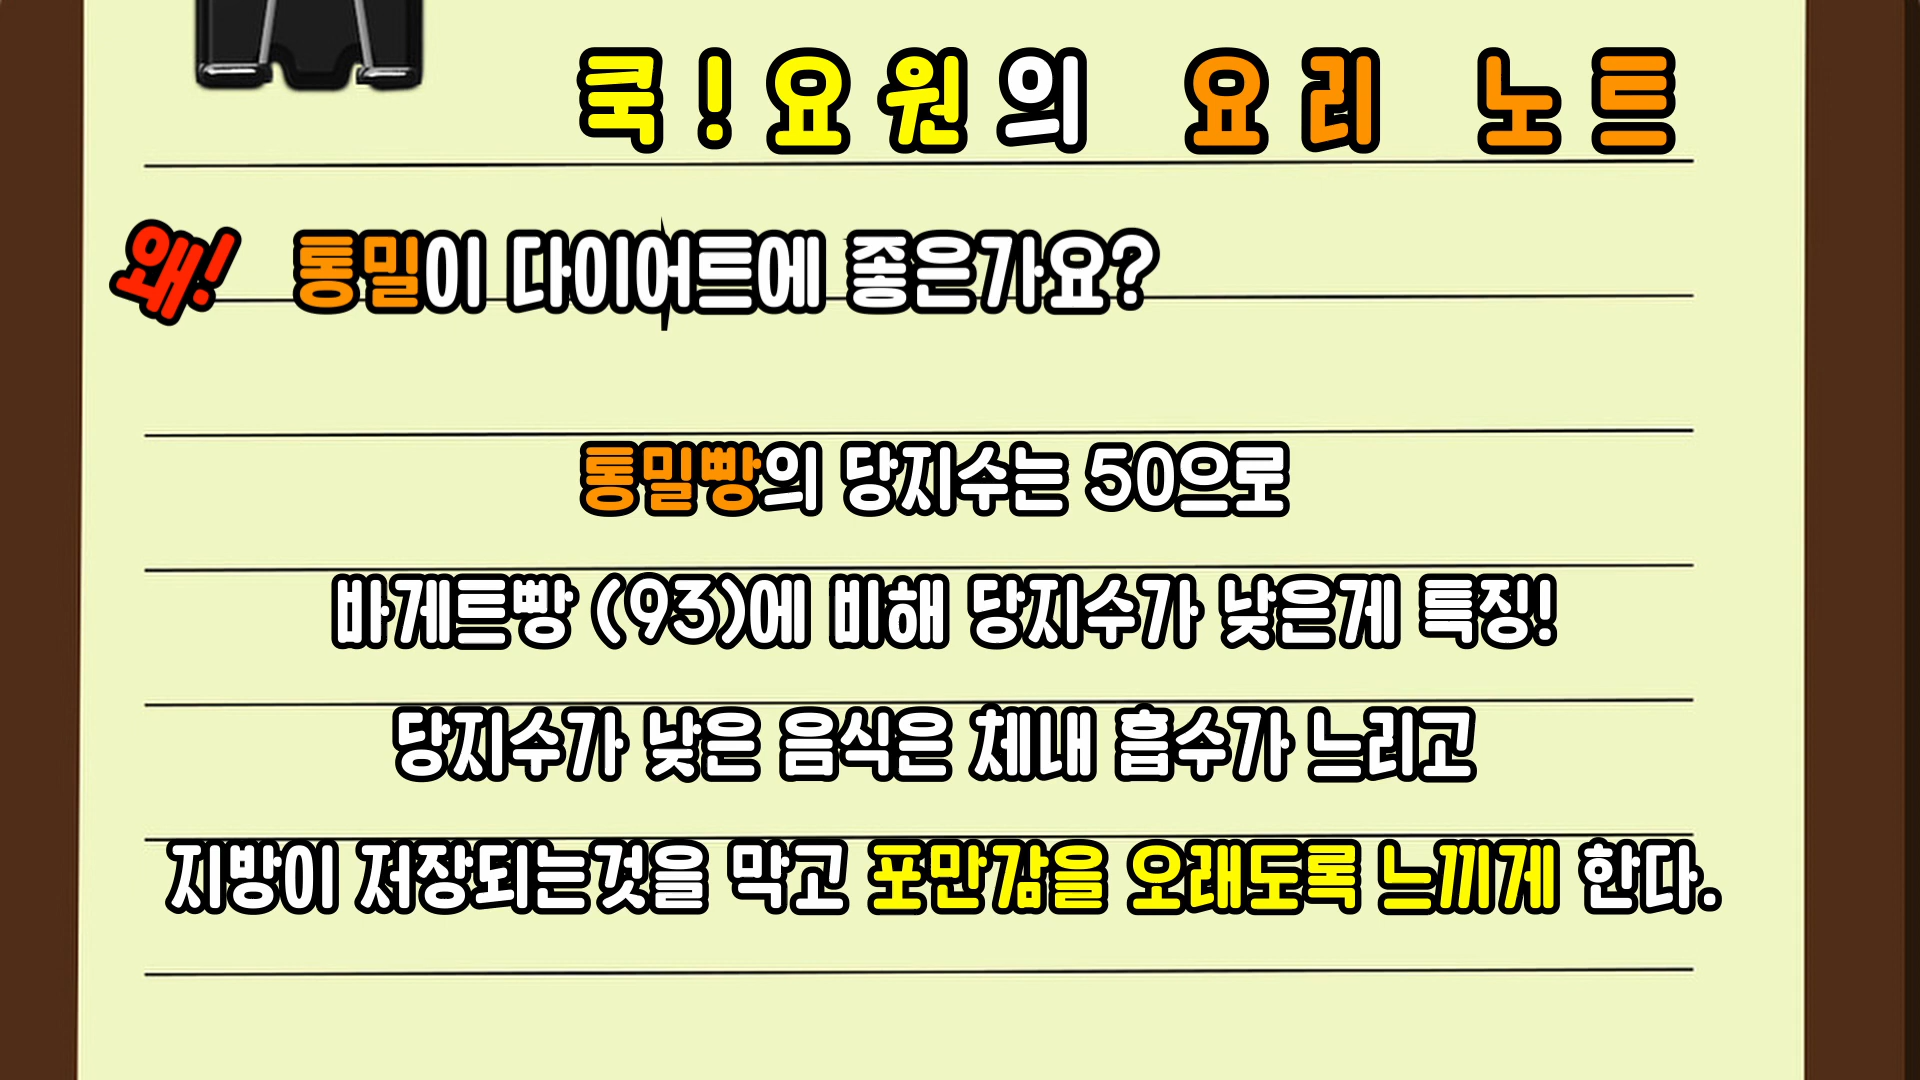 쿡!요원의 요리 노트
왜! 통밀이 다이어트에 좋은가요?
통밀빵의 당지수는 50으로
바게트빵 (93)에 비해 당지수가 낮은게 특징!
당지수가 낮은 음식은 체내 흡수가 느리고
지방이 저장되는것을 막고 포만감을 오래도록 느끼게 한다.